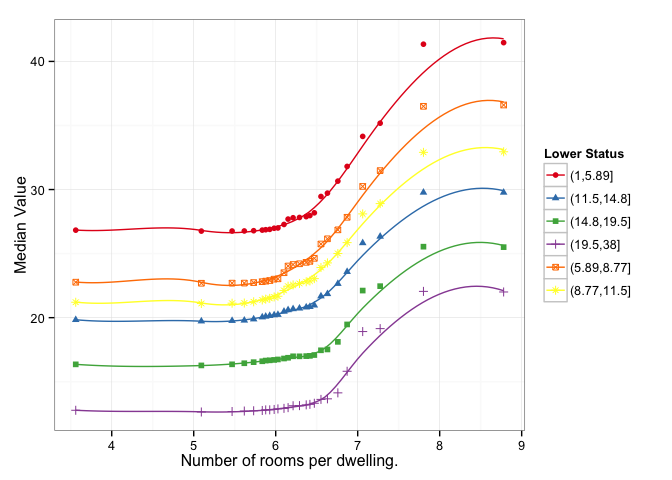 40
30
20
Median Value
4 5 6 7 8 9
Number of rooms per dwelling.
Lower Status
(1,5.89]
(11.5,14.8]
(14.8,19.5]
(19.5,38]
(5.89,8.77]
(8.77,11.5]